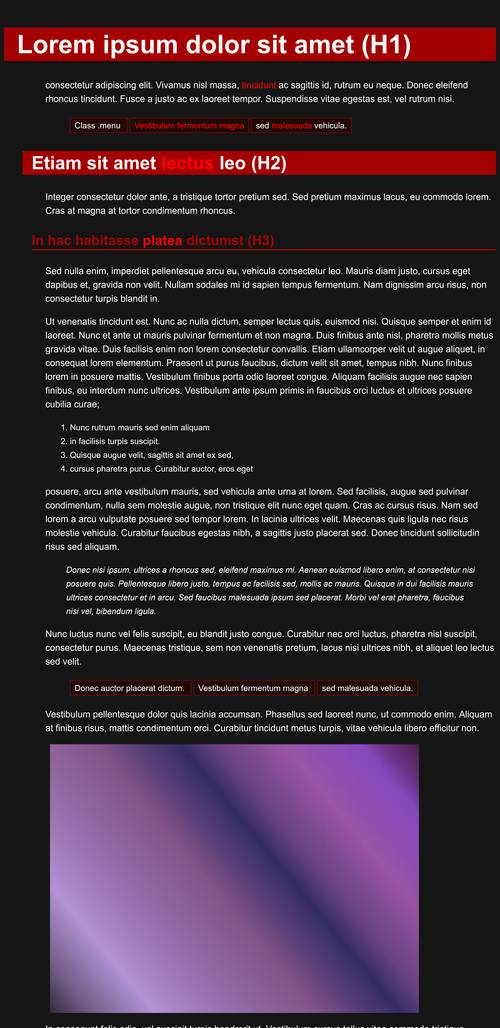 Lorem ipsum dolor sit amet (H1)
consectetur adipiscing elit. Vivamus nisl massa, tincidunt ac sagittis id, rutrum eu neque. Donec eleifend
rhoncus tincidunt. Fusce a justo ac ex laoreet tempor. Suspendisse vitae egestas est, vel rutrum nisi.
Class .menu Vestibulum fermentum magna sed malesuada vehicula.
Etiam sit amet lectus leo (H2)
Integer consectetur dolor ante, a tristique tortor pretium sed. Sed pretium maximus lacus, eu commodo lorem.
Cras at magna at tortor condimentum rhoncus.
In hac habitasse platea dictumst (H3)
Sed nulla enim, imperdiet pellentesque arcu eu, vehicula consectetur leo. Mauris diam justo, cursus eget
dapibus et, gravida non velit. Nullam sodales mi id sapien tempus fermentum. Nam dignissim arcu risus, non
consectetur turpis blandit in.
Ut venenatis tincidunt est. Nunc ac nulla dictum, semper lectus quis, euismod nisi. Quisque semper et enim id
laoreet. Nunc et ante ut mauris pulvinar fermentum et non magna. Duis finibus ante nisl, pharetra mollis metus
gravida vitae. Duis facilisis enim non lorem consectetur convallis. Etiam ullamcorper velit ut augue aliquet, in
consequat lorem elementum. Praesent ut purus faucibus, dictum velit sit amet, tempus nibh. Nunc finibus
lorem in posuere mattis. Vestibulum finibus porta odio laoreet congue. Aliquam facilisis augue nec sapien
finibus, eu interdum nunc ultrices. Vestibulum ante ipsum primis in faucibus orci luctus et ultrices posuere
cubilia curae;
1. Nunc rutrum mauris sed enim aliquam
2. in facilisis turpis suscipit.
3. Quisque augue velit, sagittis sit amet ex sed,
4. cursus pharetra purus. Curabitur auctor, eros eget
posuere, arcu ante vestibulum mauris, sed vehicula ante urna at lorem. Sed facilisis, augue sed pulvinar
condimentum, nulla sem molestie augue, non tristique elit nunc eget quam. Cras ac cursus risus. Nam sed
lorem a arcu vulputate posuere sed tempor lorem. In lacinia ultrices velit. Maecenas quis ligula nec risus
molestie vehicula. Curabitur faucibus egestas nibh, a sagittis justo placerat sed. Donec tincidunt sollicitudin
risus sed aliquam.
Donec nisi ipsum, ultrices a rhoncus sed, eleifend maximus mi. Aenean euismod libero enim, at consectetur nisi
posuere quis. Pellentesque libero justo, tempus ac facilisis sed, mollis ac mauris. Quisque in dui facilisis mauris
ultrices consectetur et in arcu. Sed faucibus malesuada ipsum sed placerat. Morbi vel erat pharetra, faucibus
nisi vel, bibendum ligula.
Nunc luctus nunc vel felis suscipit, eu blandit justo congue. Curabitur nec orci luctus, pharetra nisl suscipit,
consectetur purus. Maecenas tristique, sem non venenatis pretium, lacus nisi ultrices nibh, et aliquet leo lectus
sed velit.
Donec auctor placerat dictum. Vestibulum fermentum magna sed malesuada vehicula.
Vestibulum pellentesque dolor quis lacinia accumsan. Phasellus sed laoreet nunc, ut commodo enim. Aliquam
at finibus risus, mattis condimentum orci. Curabitur tincidunt metus turpis, vitae vehicula libero efficitur non.